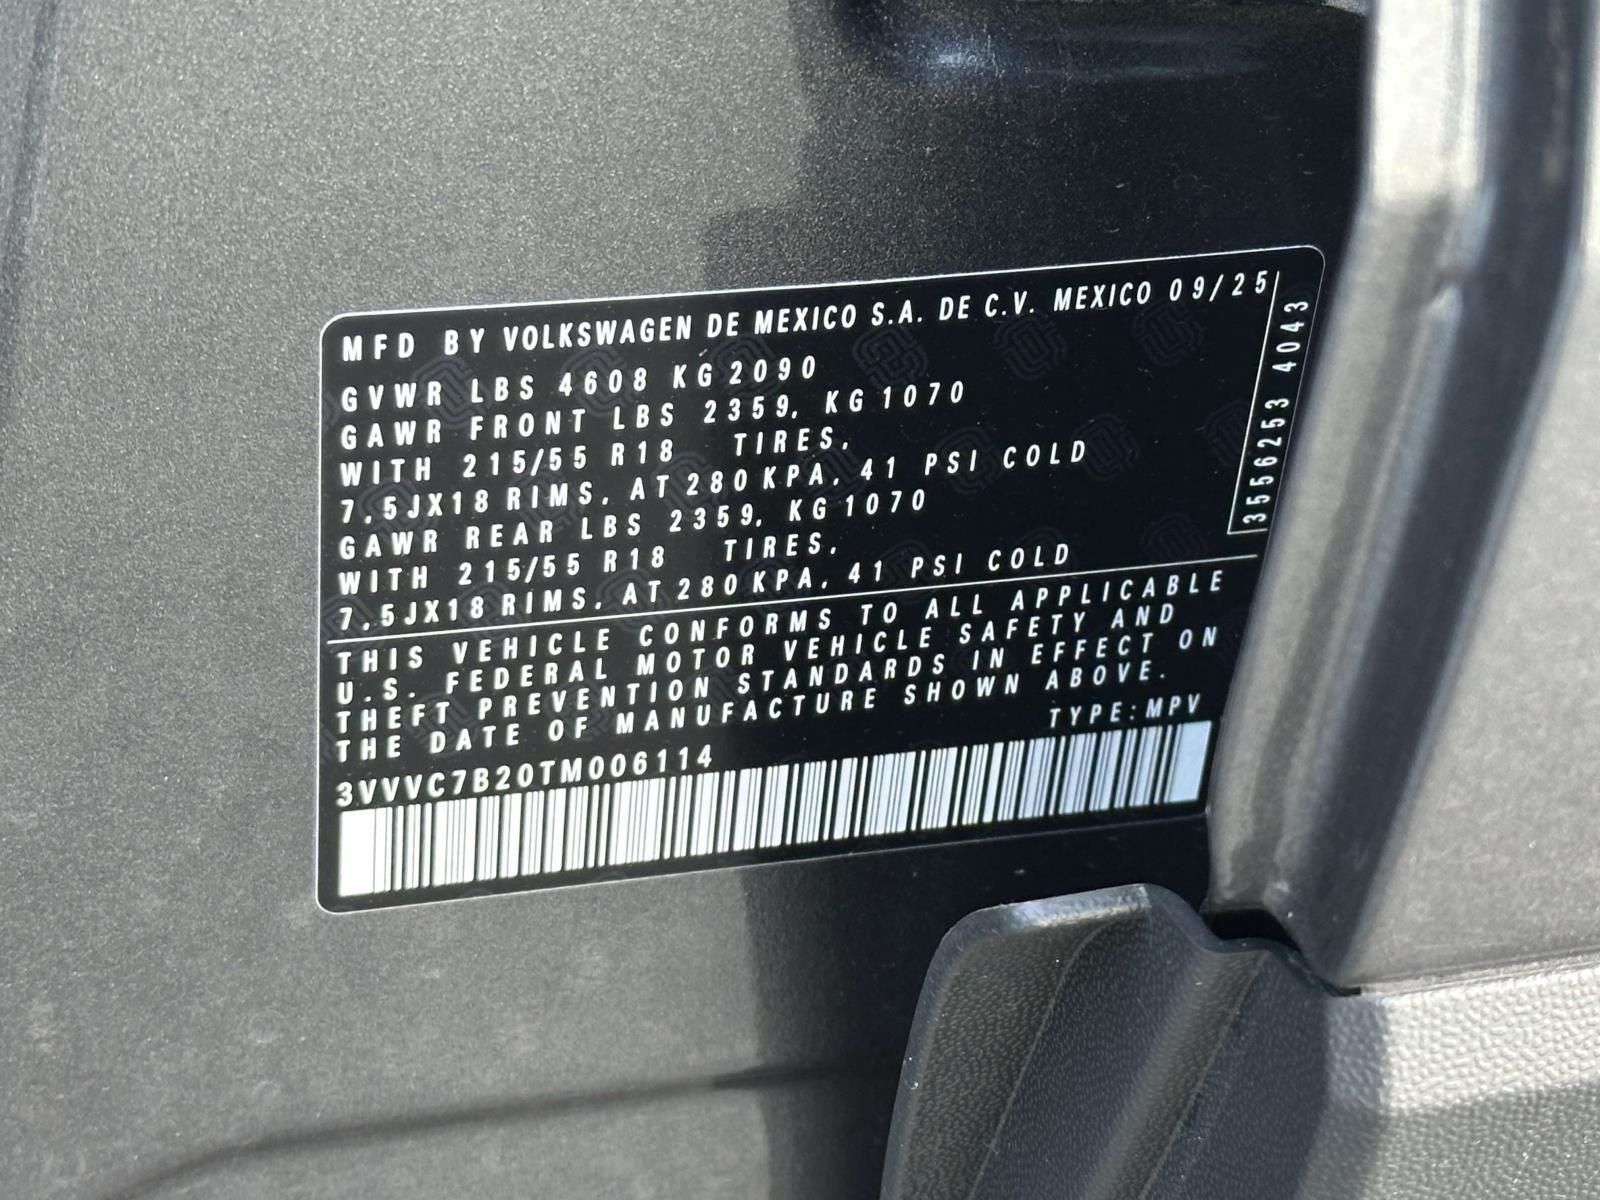 MFD BY VOLKSWAGEN DE MEXICO S.A. DE C.V. MEXICO 09/25
GVWR LBS 4608 KG 2090
GAWR FRONT LBS 2359, KG 1070
WITH 215/55 R18 TIRES,
7,5JX18 RIMS, AT 280 KPA, 41 PSI COLD
GAWR REAR LBS 2359, KG 1070
WITH 215/55 R18 TIRES,
7,5JX18 RIMS, AT 280 KPA, 41 PSI COLD
3556253 4043
THIS VEHICLE CONFORMS TO ALL APPLICABLE
U.S. FEDERAL MOTOR VEHICLE SAFETY AND
THEFT PREVENTION STANDARDS IN EFFECT ON
THE DATE OF MANUFACTURE SHOWN ABOVE.
TYPE: MPV
3VVVC7B20TM006114